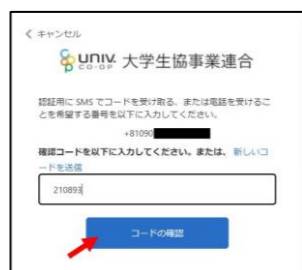 < キャンセル
UNIV. CO-OP 大学生協事業連合
認証用に SMS でコードを受け取る、または電話を受けるこ
とを希望する番号を以下に入力してください。
+81090
確認コードを以下に入力してください。または、新しいコ
ードを送信
210893
コードの確認